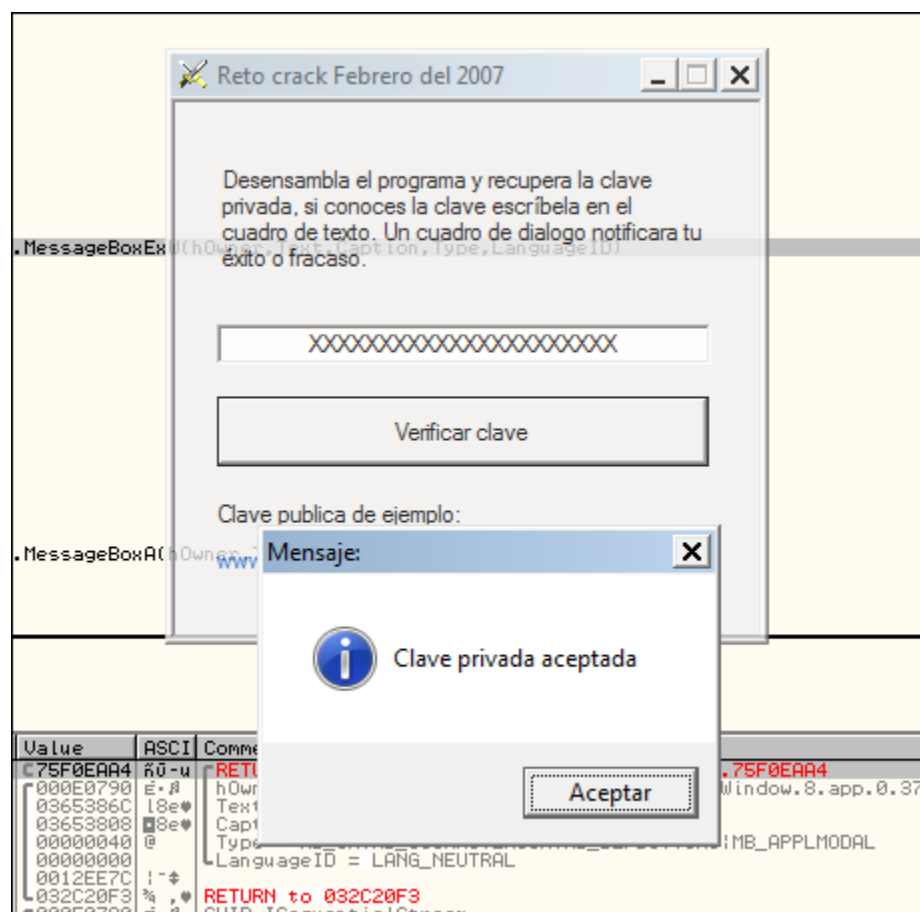 Reto crack Febrero del 2007
Desensambla el programa y recupera la clave
privada, si conoces la clave escríbela en el
cuadro de texto. Un cuadro de dialogo notificara tu
éxito o fracaso.
.MessageBoxExW(hOwner,Text,Caption,Type,LanguageID)
XXXXXXXXXXXXXXXXXXXXXX
Verificar clave
Clave publica de ejemplo:
.MessageBoxA(hOwner
www
Mensaje:
Clave privada aceptada
Aceptar
Value ASCI Comme
75F0EAA4 RETU .75F0EAA4
000E0790 hOwn Window.8.app.0.37
0365386C l8e♥ Text
03653808 8e♥ Capt
00000040 @ Type MB_APPLMODAL
00000000 LanguageID = LANG_NEUTRAL
0012EE7C
032C20F3 RETURN to 032C20F3